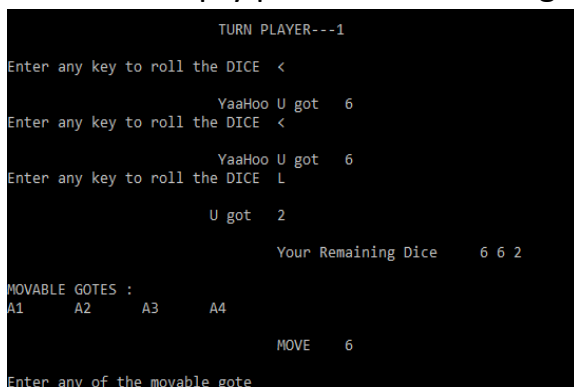 TURN PLAYER---1
Enter any key to roll the DICE <
YaaHoo U got 6
Enter any key to roll the DICE <
YaaHoo U got 6
Enter any key to roll the DICE L
U got 2
Your Remaining Dice 6 6 2
MOVABLE GOTES :
A1 A2 A3 A4
MOVE 6
Enter any of the movable gote